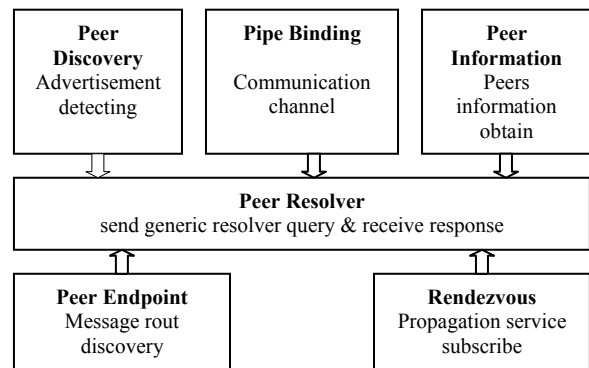 Peer
Discovery
Advertisement
detecting
Pipe Binding
Communication
channel
Peer
Information
Peers
information
obtain
Peer Resolver
send generic resolver query & receive response
Peer Endpoint
Message rout
discovery
Rendezvous
Propagation service
subscribe